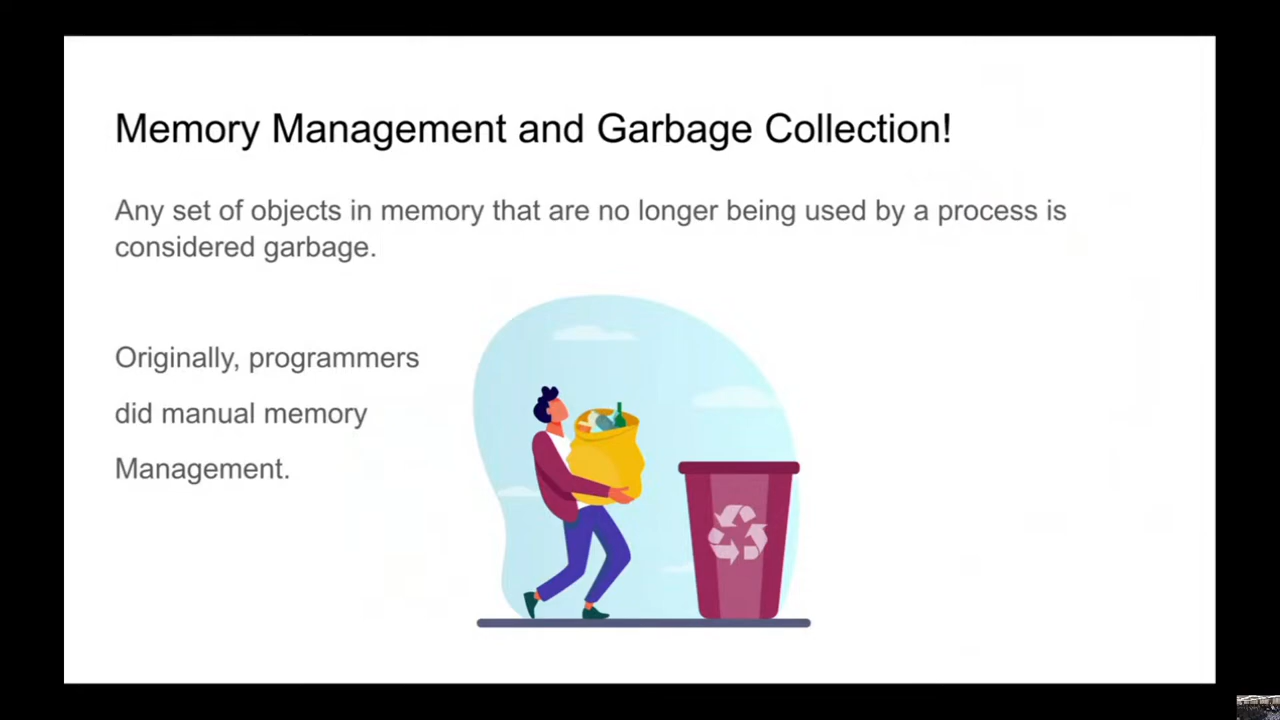 Memory Management and Garbage Collection!
Any set of objects in memory that are no longer being used by a process is
considered garbage.
Originally, programmers
did manual memory
Management.